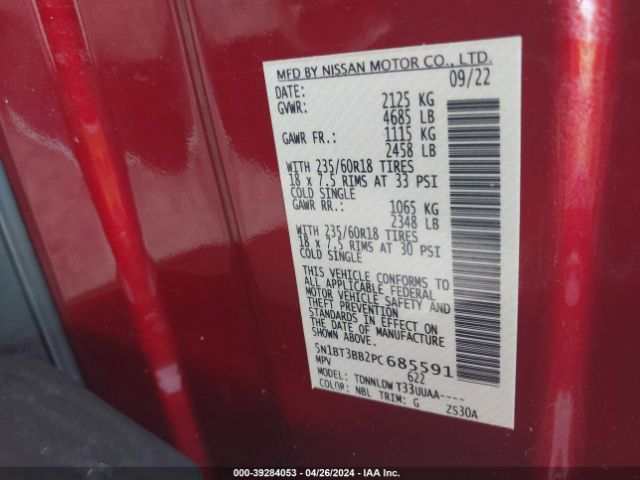 MFD BY NISSAN MOTOR CO., LTD.
DATE: 09/22
GVWR: 2125 KG
4685 LB
GAWR FR.: 1115 KG
2458 LB
WITH 235/60R18 TIRES
18 x 7.5 RIMS AT 33 PSI
COLD SINGLE
GAWR RR.: 1065 KG
2348 LB
WITH 235/60R18 TIRES
18 x 7.5 RIMS AT 30 PSI
COLD SINGLE
THIS VEHICLE CONFORMS TO
ALL APPLICABLE FEDERAL
MOTOR VEHICLE SAFETY AND
THEFT PREVENTION
STANDARDS IN EFFECT ON
THE DATE OF MANUFACTURE
SHOWN ABOVE.
5N1BT3BB2PC685591
MPV 622
MODEL: TDNNLDWT33UUAA----
COLOR: NBL TRIM: G ZS30A
000-39284053 - 04/26/2024 - IAA Inc.